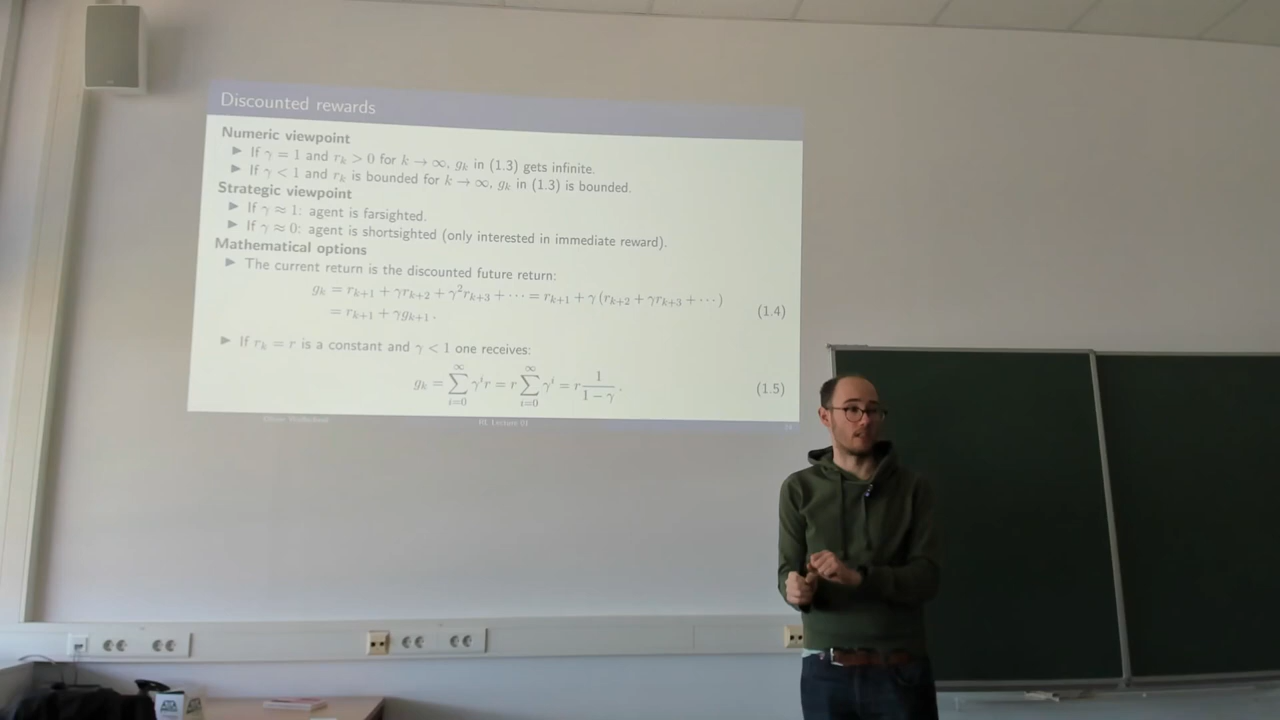 Discounted rewards
Numeric viewpoint
▶ If γ = 1 and r_k > 0 for k → ∞, g_k in (1.3) gets infinite.
▶ If γ < 1 and r_k is bounded for k → ∞, g_k in (1.3) is bounded.
Strategic viewpoint
▶ If γ ≈ 1: agent is farsighted.
▶ If γ ≈ 0: agent is shortsighted (only interested in immediate reward).
Mathematical options
▶ The current return is the discounted future return:
g_k = r_{k+1} + γr_{k+2} + γ^2 r_{k+3} + ⋯ = r_{k+1} + γ (r_{k+2} + γr_{k+3} + ⋯)
= r_{k+1} + γg_{k+1} . (1.4)
▶ If r_k = r is a constant and γ < 1 one receives:
g_k = ∑_{i=0}^{∞} γ^i r = r ∑_{i=0}^{∞} γ^i = r 1/(1 − γ) . (1.5)
Oliver Wallscheid RL Lecture 01